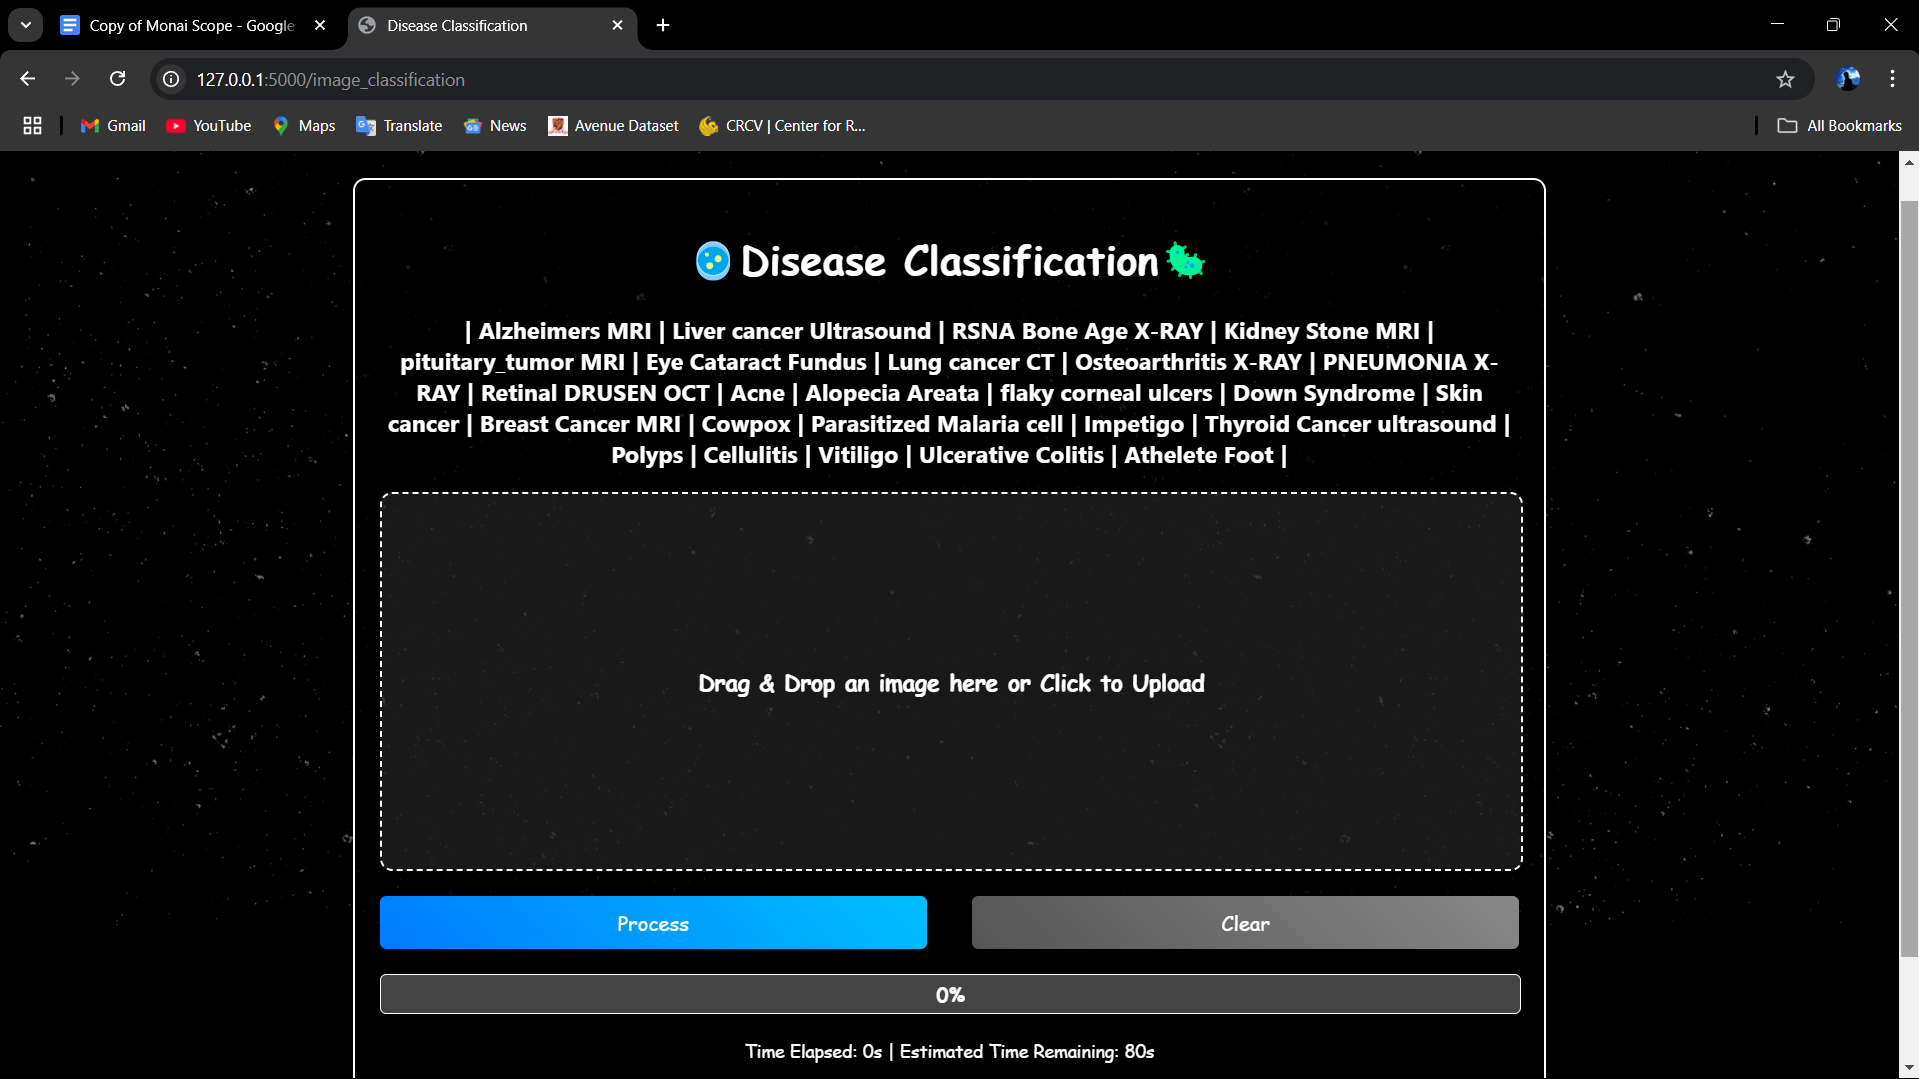 Copy of Monai Scope - Google
Disease Classification
127.0.0.1:5000/image_classification
Gmail
YouTube
Maps
Translate
News
Avenue Dataset
CRCV | Center for R...
All Bookmarks
Disease Classification
| Alzheimers MRI | Liver cancer Ultrasound | RSNA Bone Age X-RAY | Kidney Stone MRI |
pituitary_tumor MRI | Eye Cataract Fundus | Lung cancer CT | Osteoarthritis X-RAY | PNEUMONIA X-
RAY | Retinal DRUSEN OCT | Acne | Alopecia Areata | flaky corneal ulcers | Down Syndrome | Skin
cancer | Breast Cancer MRI | Cowpox | Parasitized Malaria cell | Impetigo | Thyroid Cancer ultrasound |
Polyps | Cellulitis | Vitiligo | Ulcerative Colitis | Athelete Foot |
Drag & Drop an image here or Click to Upload
Process
Clear
0%
Time Elapsed: 0s | Estimated Time Remaining: 80s